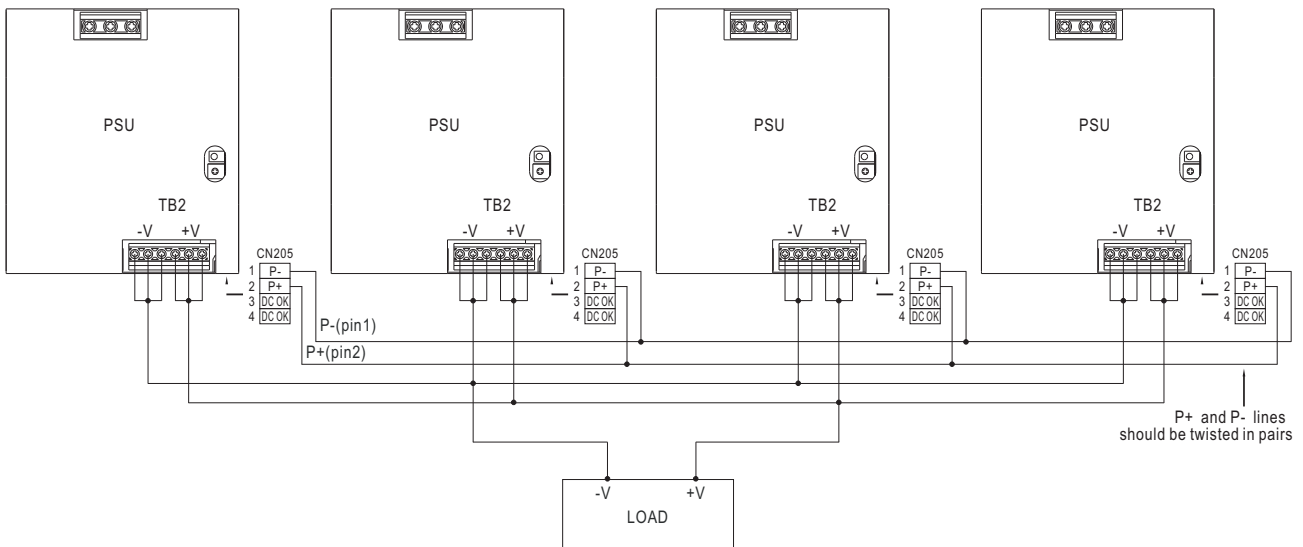 PSU PSU PSU PSU
TB2 TB2 TB2 TB2
-V +V -V +V -V +V -V +V
CN205 CN205 CN205 CN205
1 P- 1 P- 1 P- 1 P-
2 P+ 2 P+ 2 P+ 2 P+
3 DC OK 3 DC OK 3 DC OK 3 DC OK
4 DC OK 4 DC OK 4 DC OK 4 DC OK
P-(pin1)
P+(pin2)
P+ and P- lines
should be twisted in pairs
-V +V
LOAD